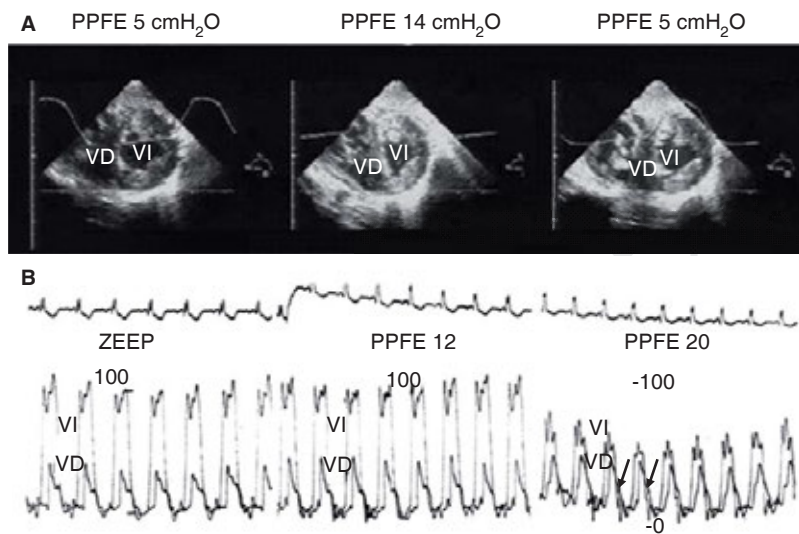 A
PPFE 5 cmH₂O PPFE 14 cmH₂O PPFE 5 cmH₂O
VD VI VD VI VD VI
B
ZEEP PPFE 12 PPFE 20
100 100 -100
VI VI VI
VD VD VD
-0